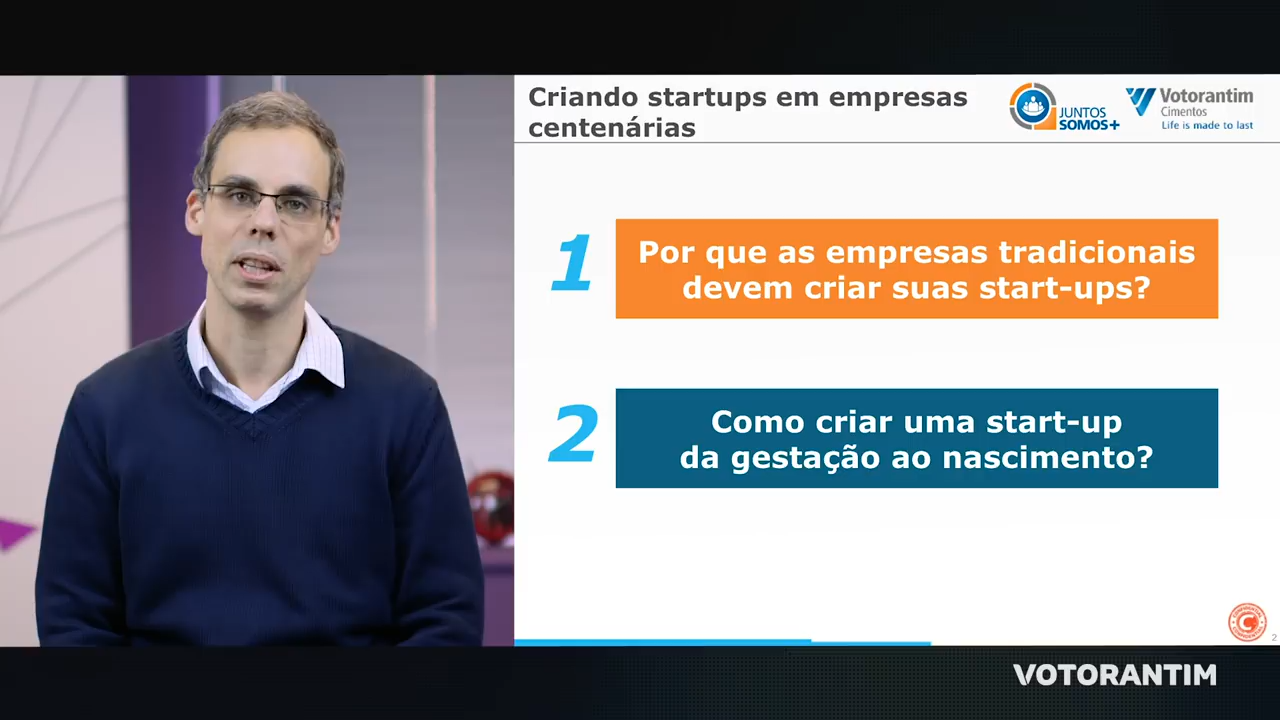 Criando startups em empresas
centenárias
JUNTOS
SOMOS+
Votorantim
Cimentos
Life is made to last
1
Por que as empresas tradicionais
devem criar suas start-ups?
2
Como criar uma start-up
da gestação ao nascimento?
C
2
VOTORANTIM